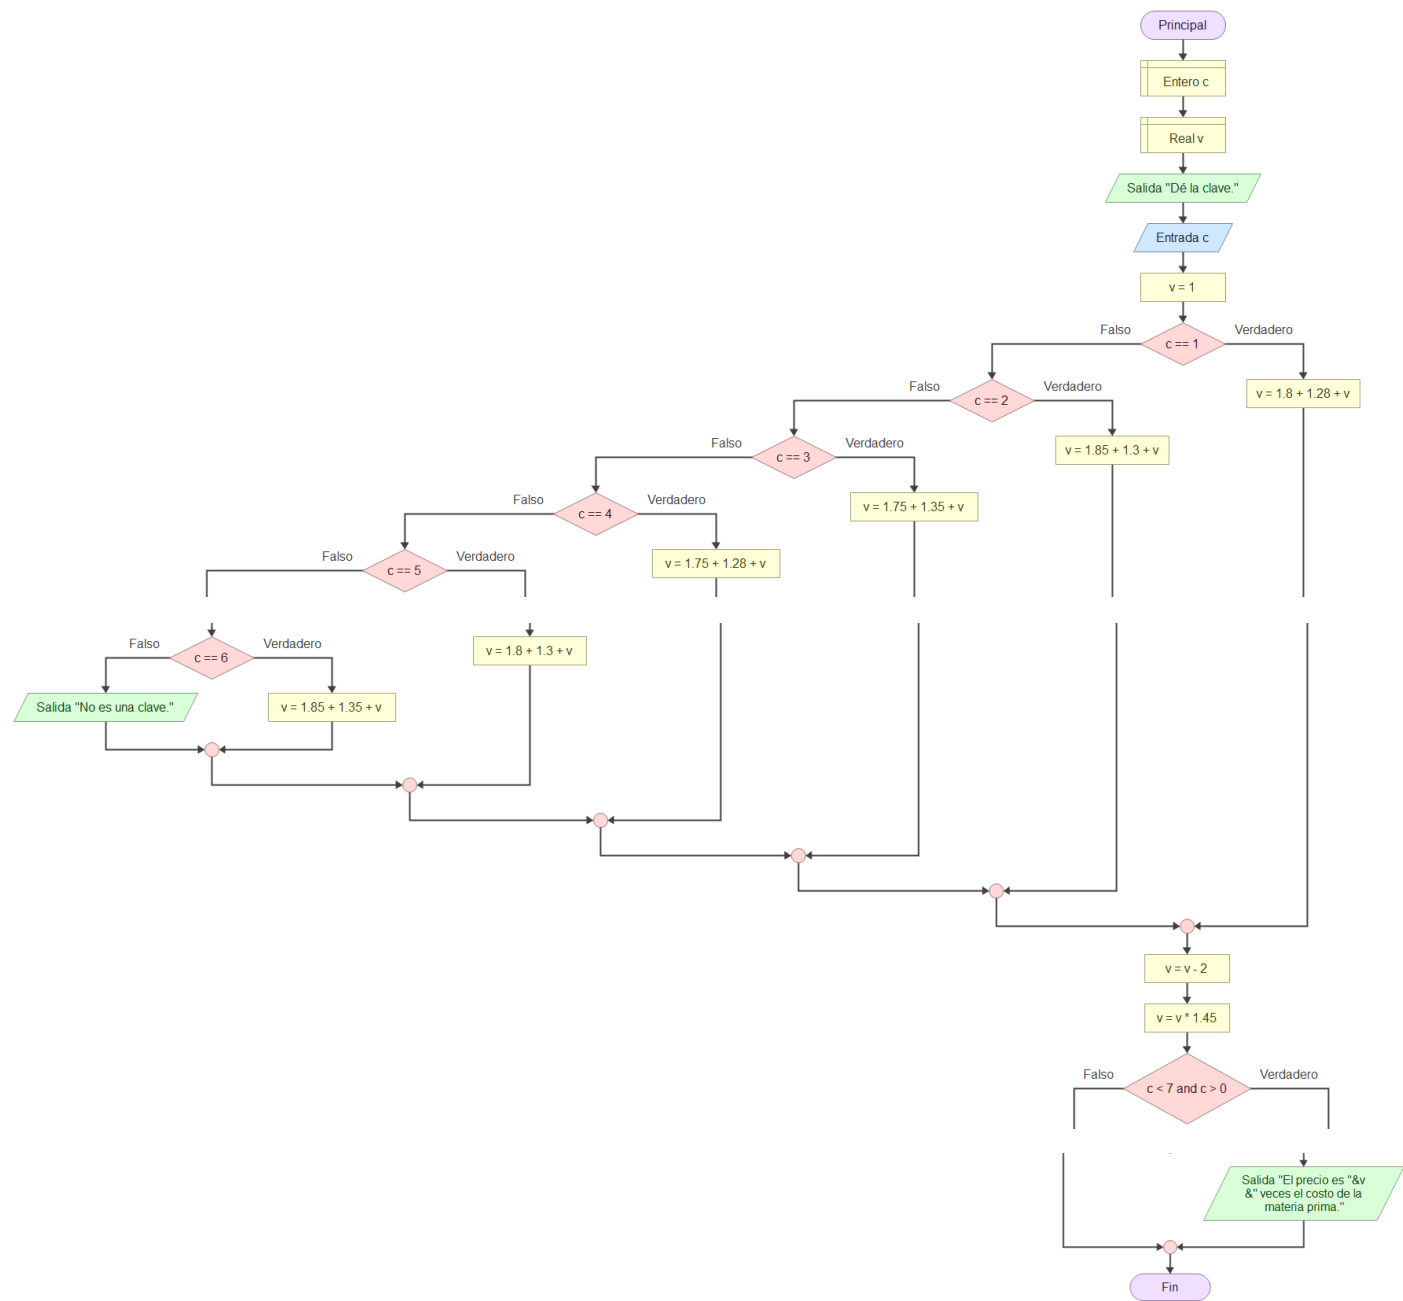 Principal
Entero c
Real v
Salida "Dé la clave."
Entrada c
v = 1
Falso
Verdadero
c == 1
Falso
Verdadero
v = 1.8 + 1.28 + v
c == 2
Falso
Verdadero
v = 1.85 + 1.3 + v
c == 3
Falso
Verdadero
v = 1.75 + 1.35 + v
c == 4
Falso
Verdadero
v = 1.75 + 1.28 + v
c == 5
Falso
Verdadero
v = 1.8 + 1.3 + v
c == 6
Salida "No es una clave."
v = 1.85 + 1.35 + v
v = v - 2
v = v * 1.45
Falso
Verdadero
c < 7 and c > 0
Salida "El precio es "&v
&" veces el costo de la
materia prima."
Fin